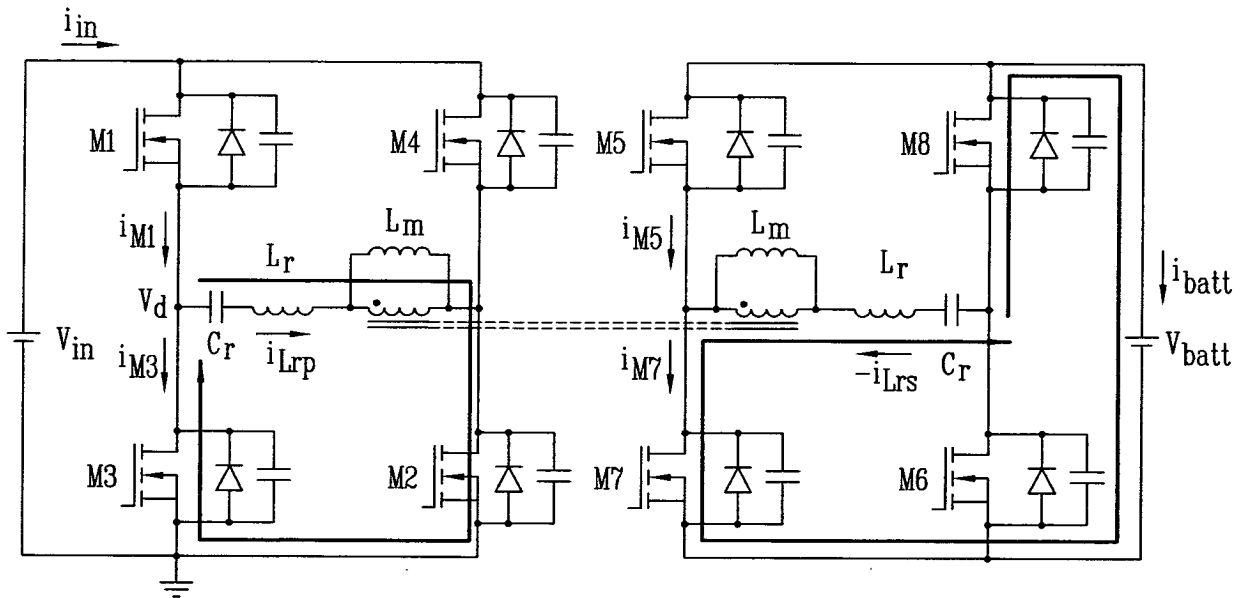 i_in
M1
M4
M5
M8
i_M1
L_r
L_m
i_M5
L_m
L_r
i_batt
V_d
V_in
i_M3
C_r
i_Lrp
i_M7
-i_Lrs
C_r
V_batt
M3
M2
M7
M6